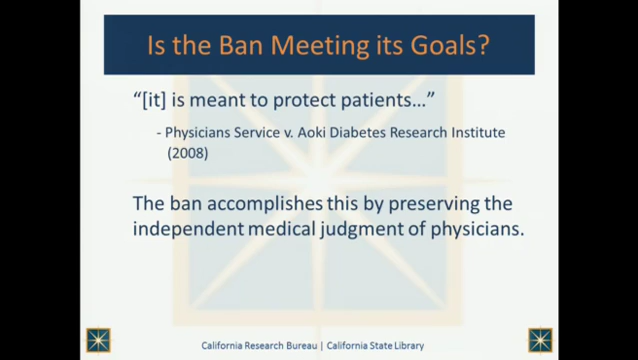 Is the Ban Meeting its Goals?
“[it] is meant to protect patients…”
- Physicians Service v. Aoki Diabetes Research Institute
(2008)
The ban accomplishes this by preserving the
independent medical judgment of physicians.
California Research Bureau | California State Library